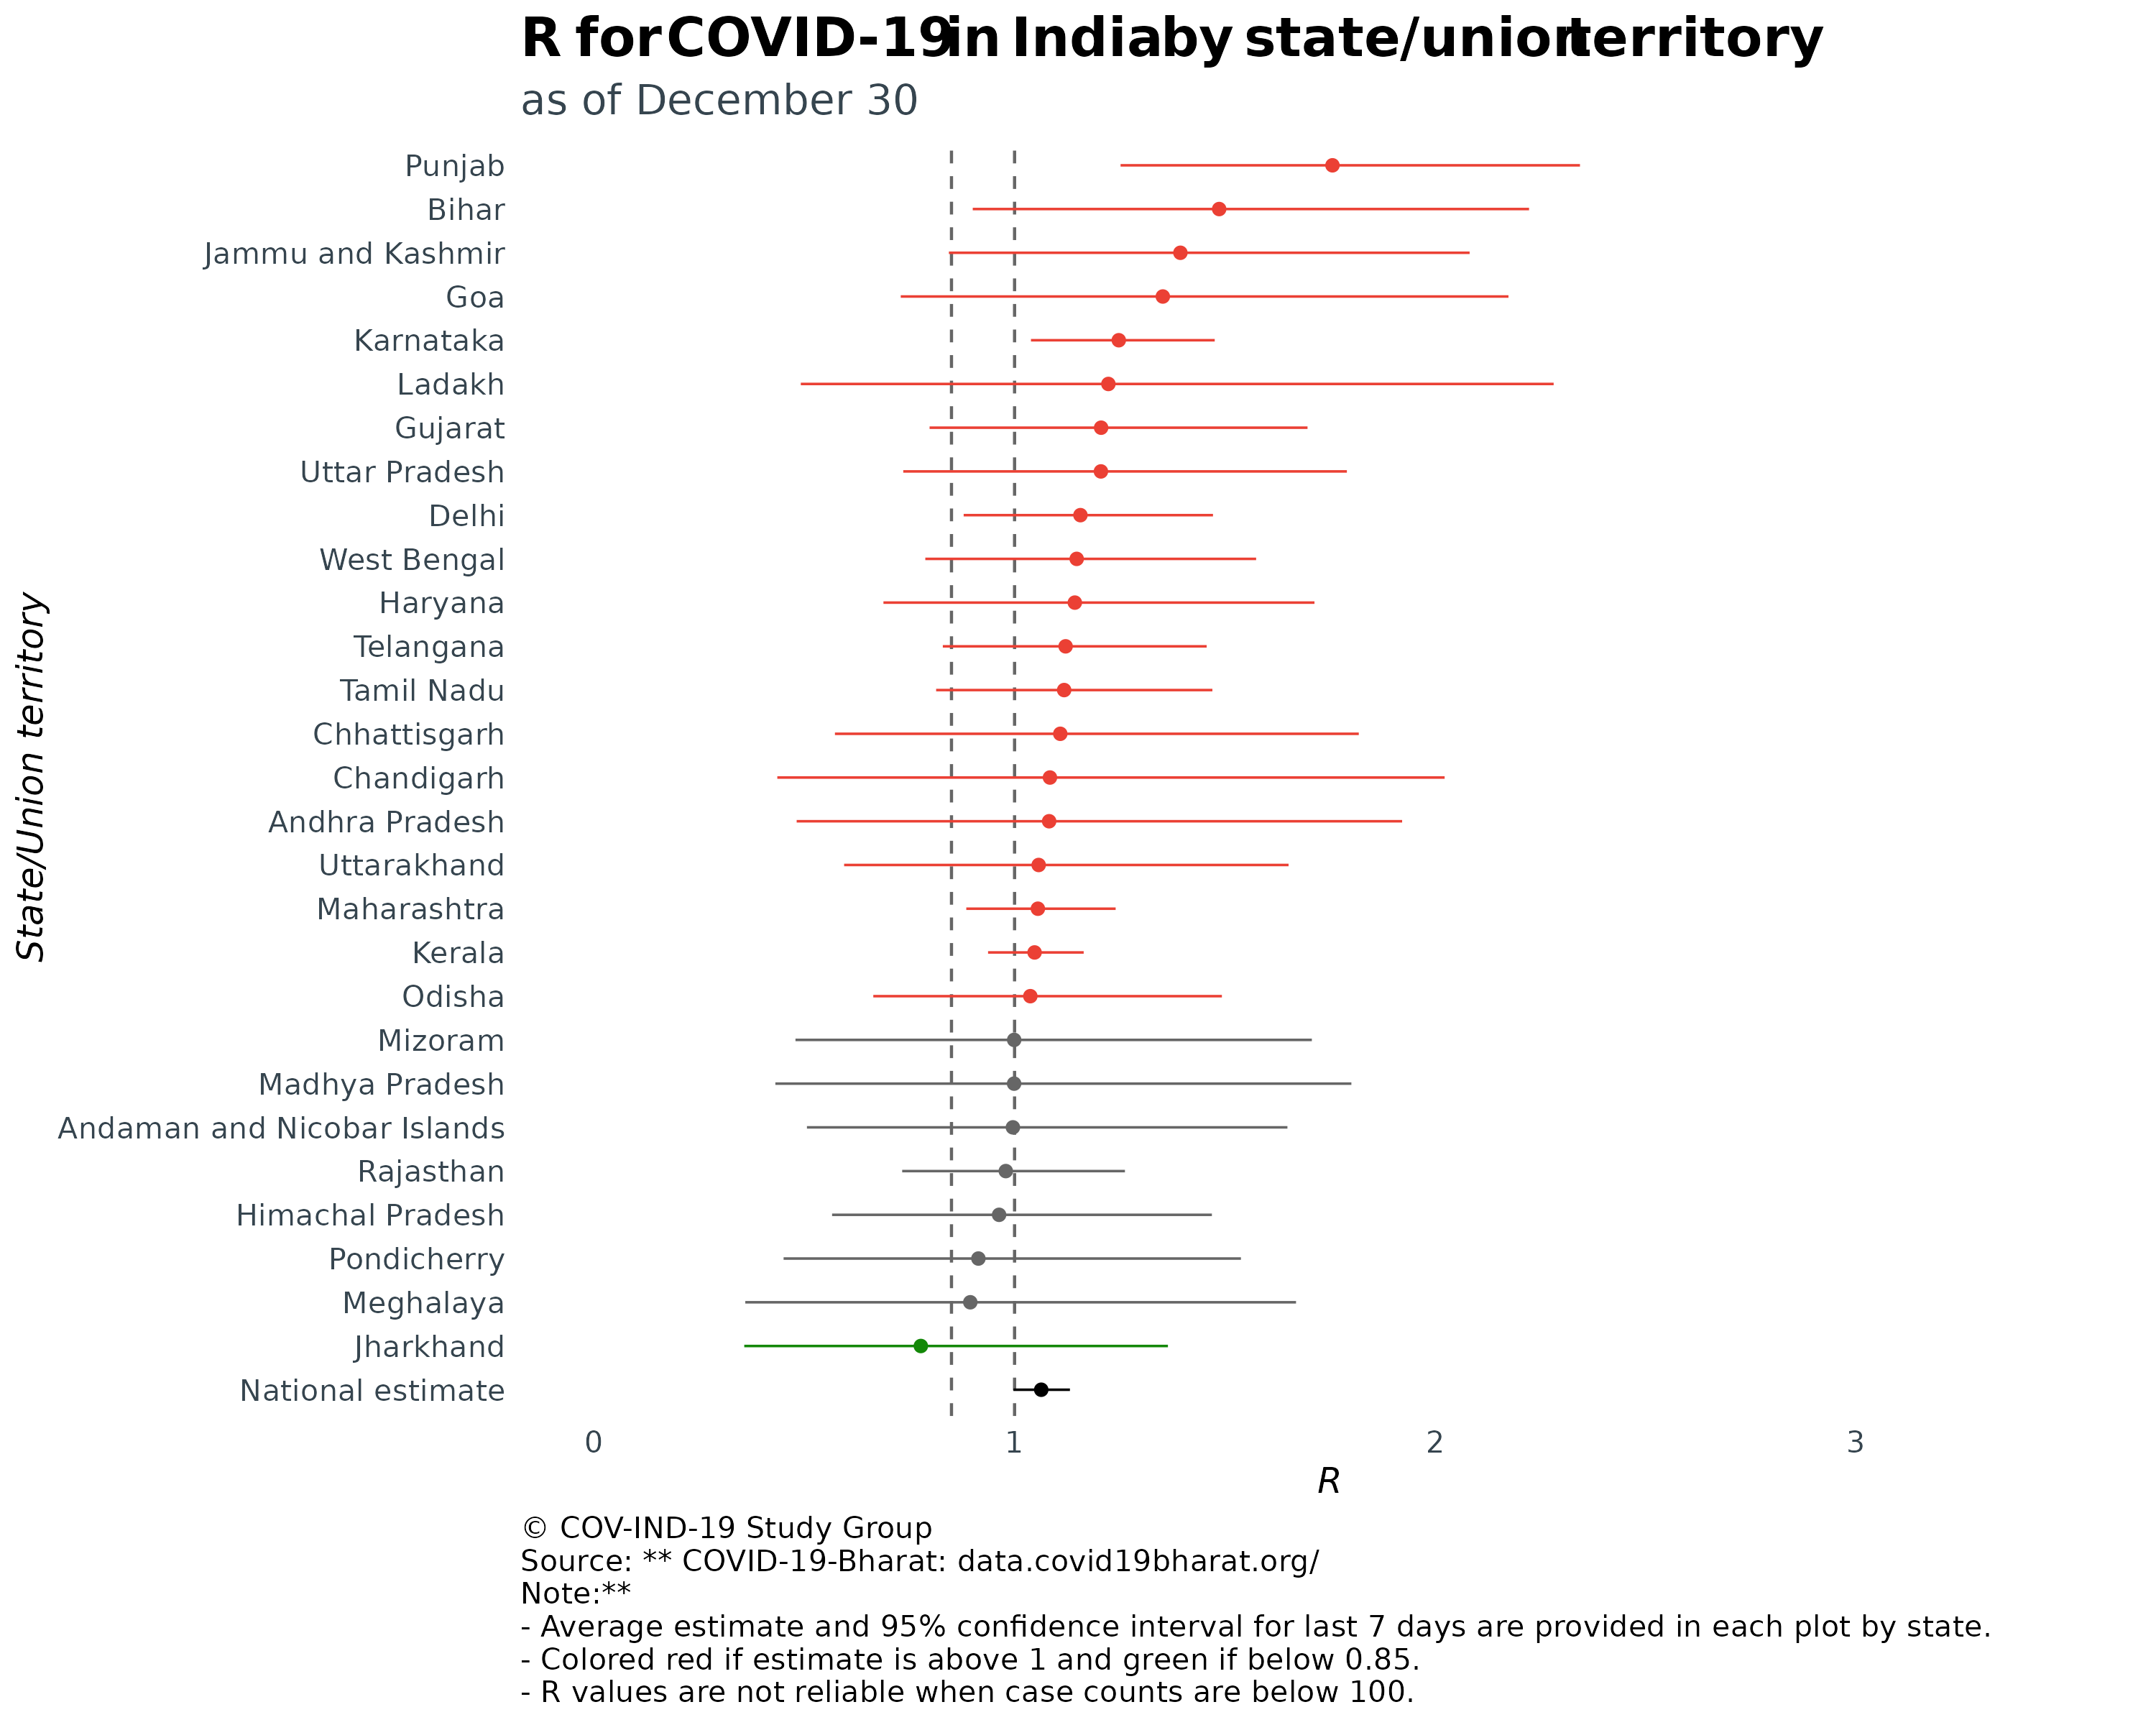 R for COVID-19 in India by state/union territory
as of December 30
Punjab
Bihar
Jammu and Kashmir
Goa
Karnataka
Ladakh
Gujarat
Uttar Pradesh
Delhi
West Bengal
Haryana
Telangana
Tamil Nadu
Chhattisgarh
Chandigarh
Andhra Pradesh
Uttarakhand
Maharashtra
Kerala
Odisha
Mizoram
Madhya Pradesh
Andaman and Nicobar Islands
Rajasthan
Himachal Pradesh
Pondicherry
Meghalaya
Jharkhand
National estimate
State/Union territory
0 1 2 3
R
© COV-IND-19 Study Group
Source: ** COVID-19-Bharat: data.covid19bharat.org/
Note:**
- Average estimate and 95% confidence interval for last 7 days are provided in each plot by state.
- Colored red if estimate is above 1 and green if below 0.85.
- R values are not reliable when case counts are below 100.